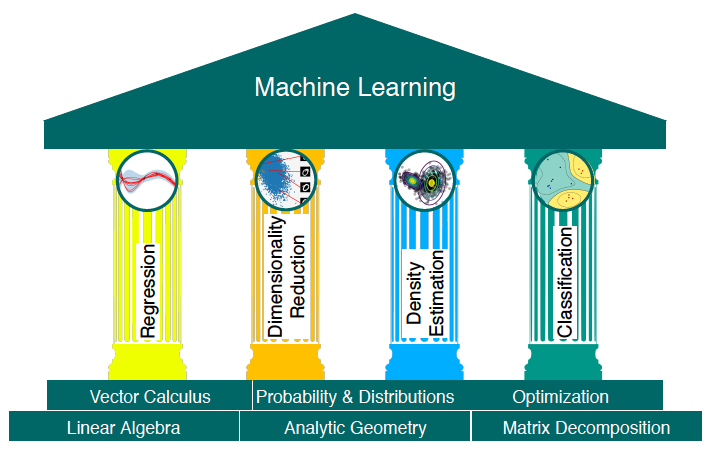 Machine Learning
Regression
Dimensionality
Reduction
Density
Estimation
Classification
Vector Calculus
Probability & Distributions
Optimization
Linear Algebra
Analytic Geometry
Matrix Decomposition